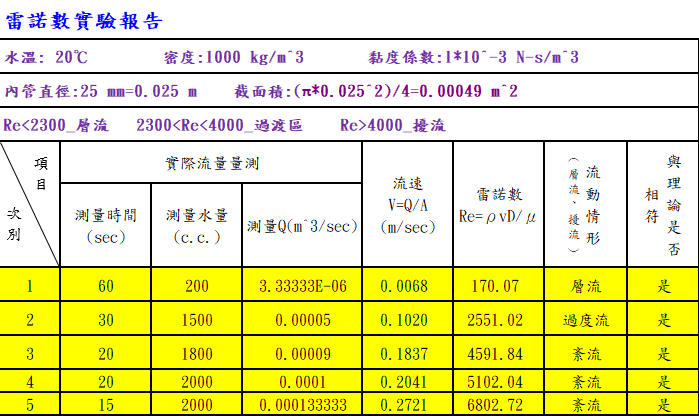 雷諾數實驗報告
水溫: 20℃ 密度:1000 kg/m^3 黏度係數:1*10^-3 N-s/m^3
內管直徑:25 mm=0.025 m 截面積:(π*0.025^2)/4=0.00049 m^2
Re<2300_層流 2300<Re<4000_過渡區 Re>4000_擾流
項目 次別 實際流量量測 流速 V=Q/A (m/sec) 雷諾數 Re=ρvD/μ 流動情形 (層流、擾流) 與理論是否相符
測量時間 (sec) 測量水量 (c.c.) 測量Q(m^3/sec)
1 60 200 3.33333E-06 0.0068 170.07 層流 是
2 30 1500 0.00005 0.1020 2551.02 過度流 是
3 20 1800 0.00009 0.1837 4591.84 紊流 是
4 20 2000 0.0001 0.2041 5102.04 紊流 是
5 15 2000 0.000133333 0.2721 6802.72 紊流 是